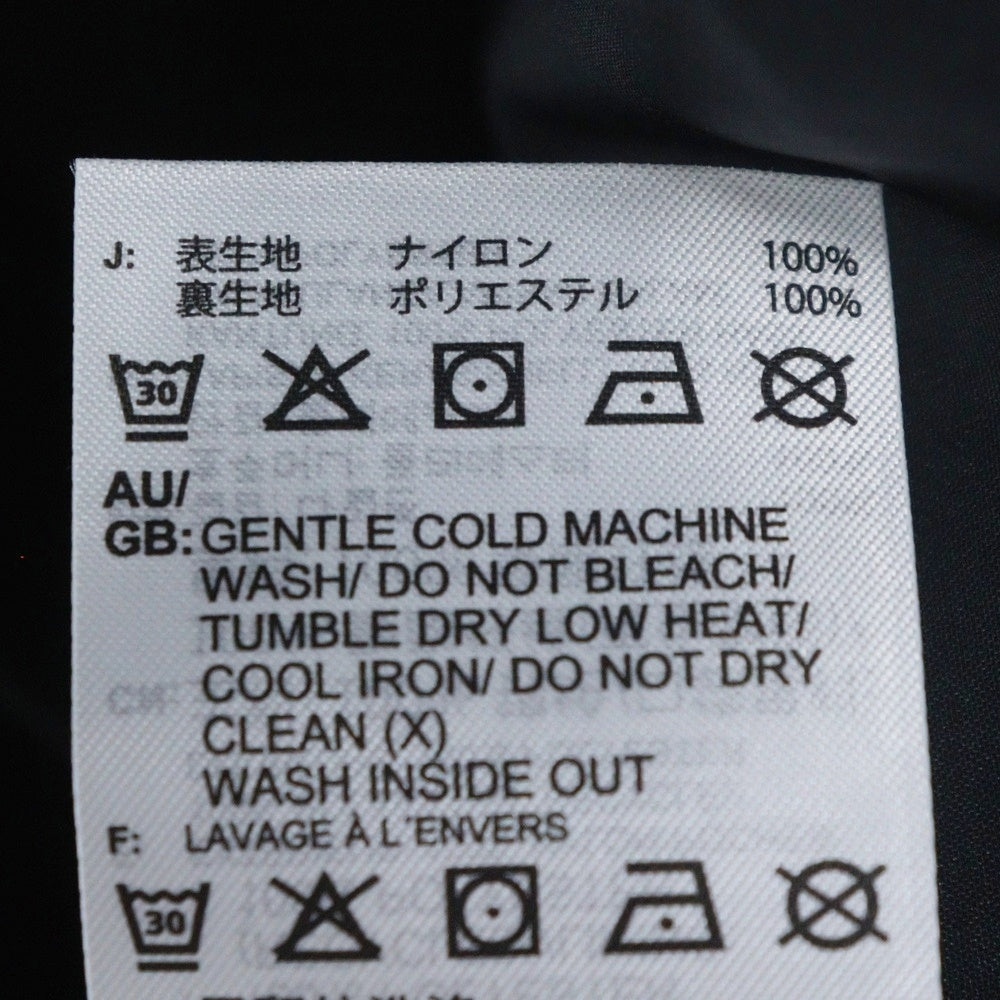 J: 表生地 ナイロン 100%
裏生地 ポリエステル 100%
30
AU/
GB: GENTLE COLD MACHINE
WASH/ DO NOT BLEACH/
TUMBLE DRY LOW HEAT/
COOL IRON/ DO NOT DRY
CLEAN (X)
WASH INSIDE OUT
F: LAVAGE À L'ENVERS
30